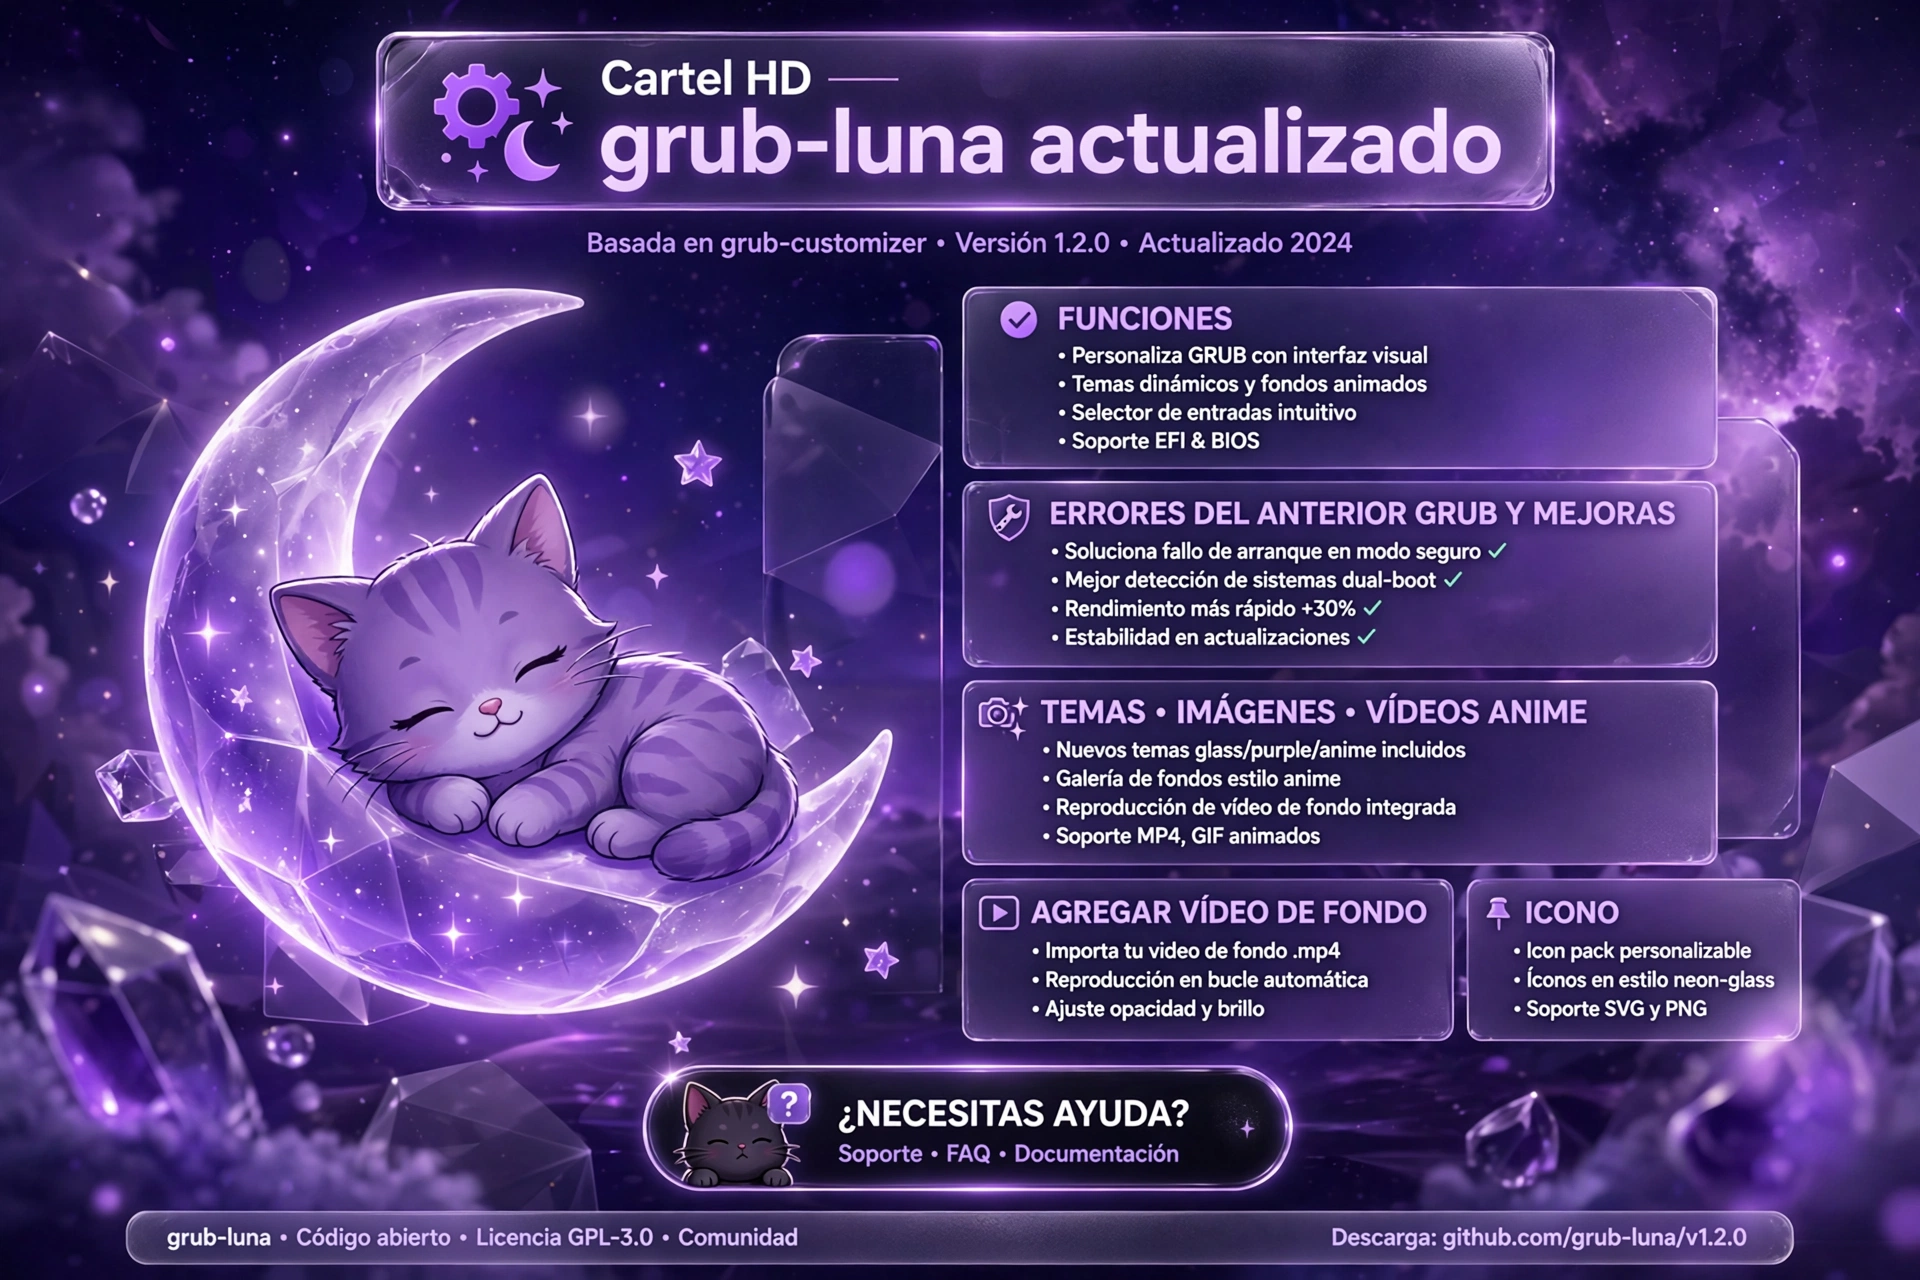 Cartel HD
grub-luna actualizado
Basada en grub-customizer • Versión 1.2.0 • Actualizado 2024
FUNCIONES
• Personaliza GRUB con interfaz visual
• Temas dinámicos y fondos animados
• Selector de entradas intuitivo
• Soporte EFI & BIOS
ERRORES DEL ANTERIOR GRUB Y MEJORAS
• Soluciona fallo de arranque en modo seguro ✓
• Mejor detección de sistemas dual-boot ✓
• Rendimiento más rápido +30% ✓
• Estabilidad en actualizaciones ✓
TEMAS • IMÁGENES • VÍDEOS ANIME
• Nuevos temas glass/purple/anime incluidos
• Galería de fondos estilo anime
• Reproducción de vídeo de fondo integrada
• Soporte MP4, GIF animados
AGREGAR VÍDEO DE FONDO
• Importa tu video de fondo .mp4
• Reproducción en bucle automática
• Ajuste opacidad y brillo
ICONO
• Icon pack personalizable
• Íconos en estilo neon-glass
• Soporte SVG y PNG
?
¿NECESITAS AYUDA?
Soporte • FAQ • Documentación
grub-luna • Código abierto • Licencia GPL-3.0 • Comunidad
Descarga: github.com/grub-luna/v1.2.0